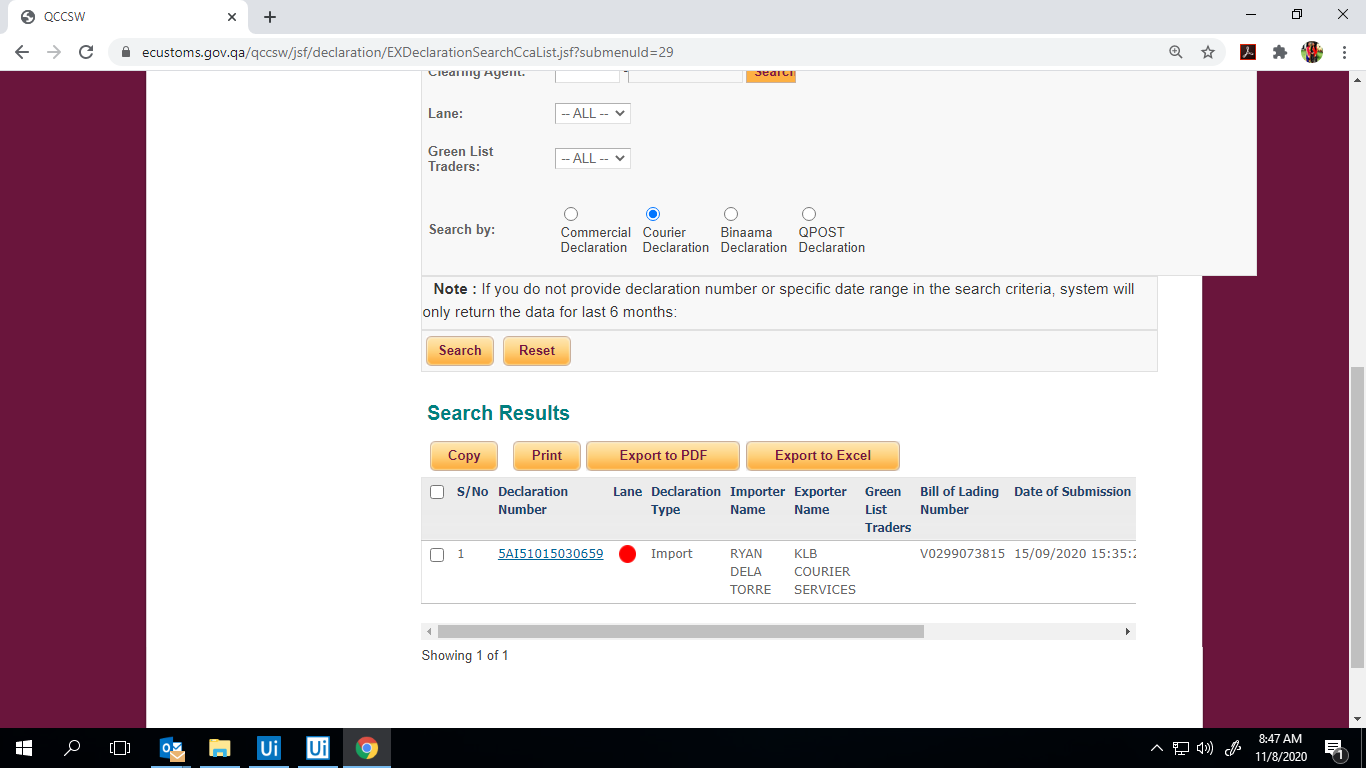 QCCSW
ecustoms.gov.qa/qccsw/jsf/declaration/EXDeclarationSearchCcaList.jsf?submenuId=29
Clearing Agent:
-
Search
Lane:
-- ALL --
Green List
Traders:
-- ALL --
Search by:
Commercial
Declaration
Courier
Declaration
Binaama
Declaration
QPOST
Declaration
Note : If you do not provide declaration number or specific date range in the search criteria, system will
only return the data for last 6 months:
Search
Reset
Search Results
Copy
Print
Export to PDF
Export to Excel
S/No
Declaration
Number
Lane
Declaration
Type
Importer
Name
Exporter
Name
Green
List
Traders
Bill of Lading
Number
Date of Submission
1
5AI51015030659
Import
RYAN
DELA
TORRE
KLB
COURIER
SERVICES
V0299073815
15/09/2020 15:35:2
Showing 1 of 1
Ui
Ui
8:47 AM
11/8/2020
1